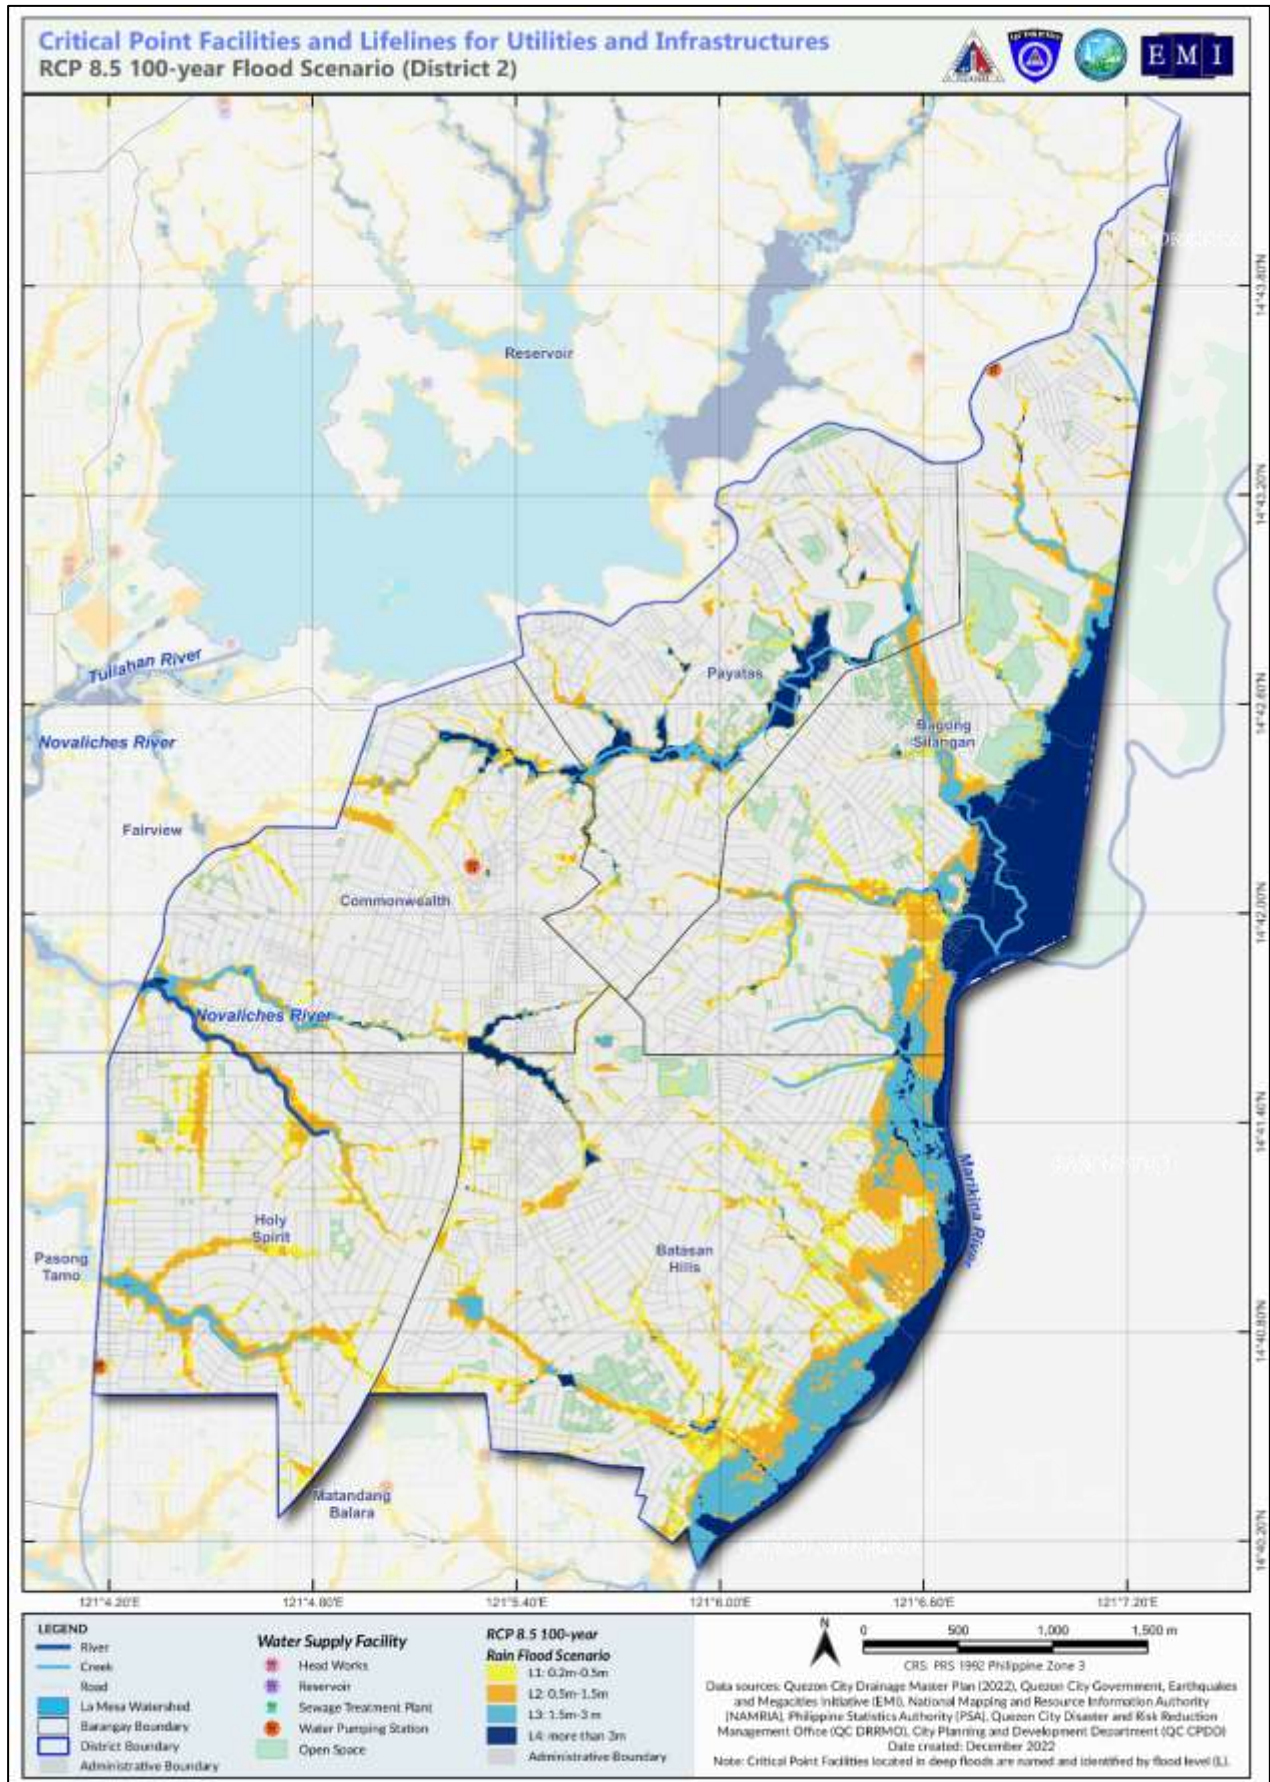 Critical Point Facilities and Lifelines for Utilities and Infrastructures
RCP 8.5 100-year Flood Scenario (District 2)
E M I
Reservoir
14°43.80'N
14°43.20'N
Tullahan River
Payatas
14°42.60'N
Novaliches River
Bagong
Silangan
Fairview
Commonwealth
14°42.00'N
Novaliches River
14°41.40'N
Marikina River
Holy
Spirit
Batasan
Hills
Pasong
Tamo
14°40.80'N
Matandang
Balara
14°40.20'N
121°4.20'E
121°4.80'E
121°5.40'E
121°6.00'E
121°6.60'E
121°7.20'E
LEGEND
River
Creek
Road
La Mesa Watershed
Barangay Boundary
District Boundary
Administrative Boundary
Water Supply Facility
Head Works
Reservoir
Sewage Treatment Plant
Water Pumping Station
Open Space
RCP 8.5 100-year
Rain Flood Scenario
L1: 0.2m-0.5m
L2: 0.5m-1.5m
L3: 1.5m-3 m
L4: more than 3m
Administrative Boundary
N
0 500 1,000 1,500 m
CRS: PRS 1992 Philippine Zone 3
Data sources: Quezon City Drainage Master Plan (2022), Quezon City Government, Earthquakes
and Megacities Initiative (EMI), National Mapping and Resource Information Authority
(NAMRIA), Philippine Statistics Authority (PSA), Quezon City Disaster and Risk Reduction
Management Office (QC DRRMO), City Planning and Development Department (QC CPDD)
Date created: December 2022
Note: Critical Point Facilities located in deep floods are named and identified by flood level (L).